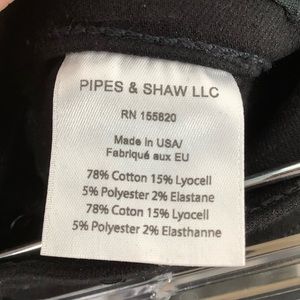 PIPES & SHAW LLC
RN 155820
Made in USA/
Fabriqué aux EU
78% Cotton 15% Lyocell
5% Polyester 2% Elastane
78% Cotton 15% Lyocell
5% Polyester 2% Elasthanne